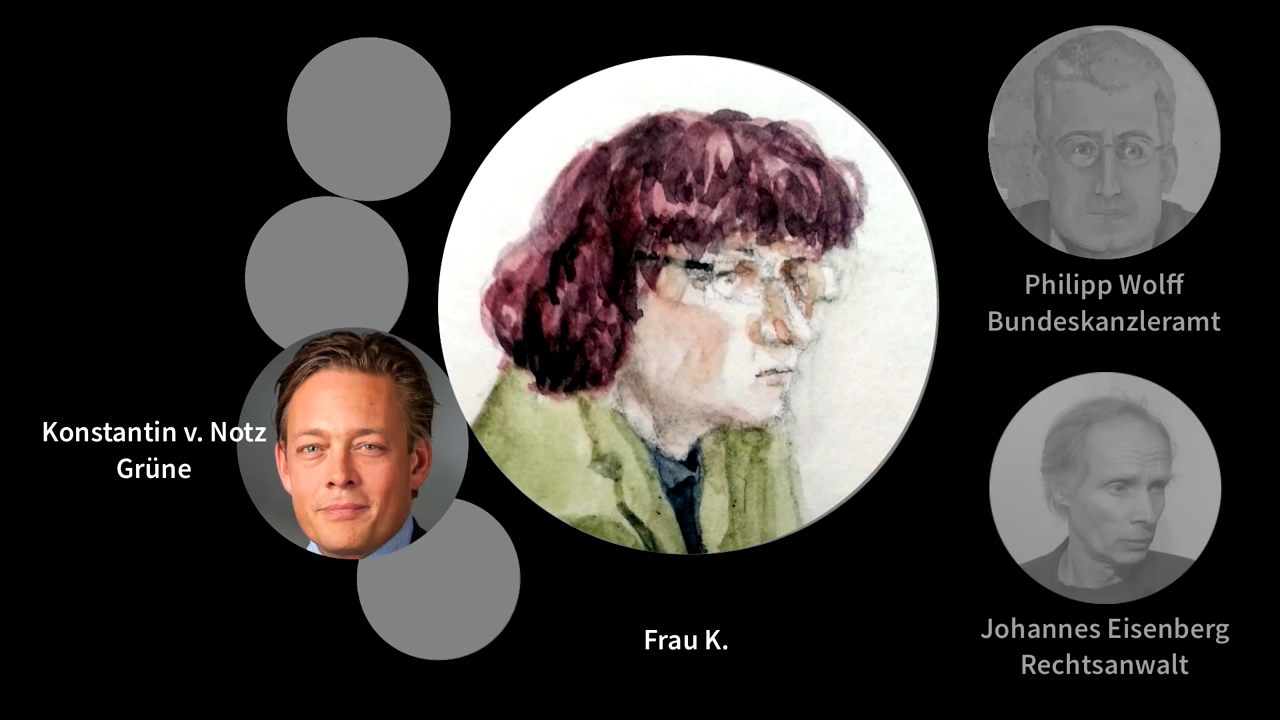 Konstantin v. Notz
Grüne
Frau K.
Philipp Wolff
Bundeskanzleramt
Johannes Eisenberg
Rechtsanwalt